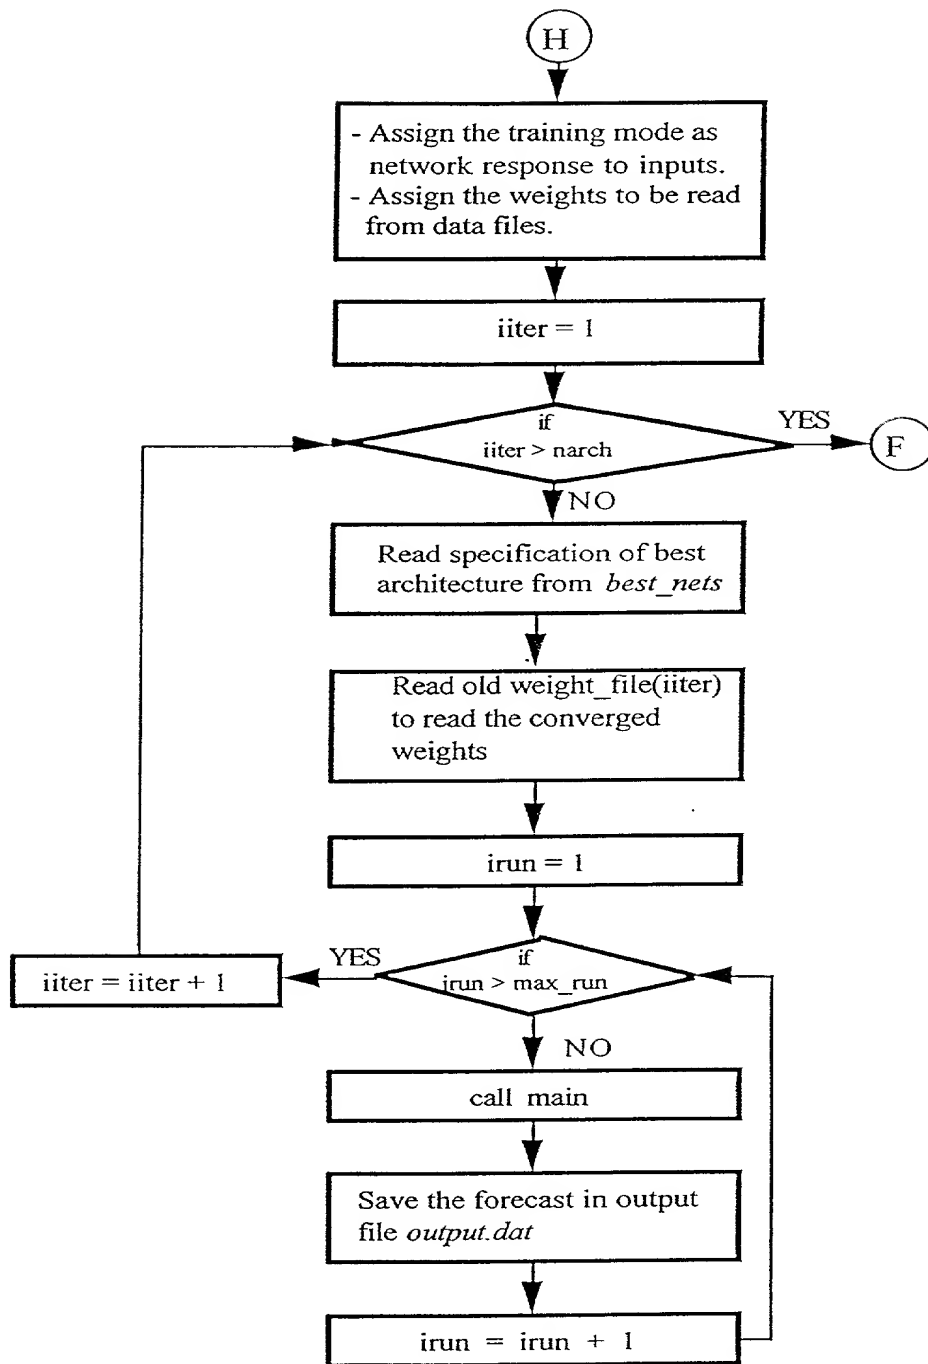 H
- Assign the training mode as
network response to inputs.
- Assign the weights to be read
from data files.
iiter = 1
if
iiter > narch
YES
F
NO
Read specification of best
architecture from best_nets
Read old weight_file(iiter)
to read the converged
weights
irun = 1
if
irun > max_run
YES
iiter = iiter + 1
NO
call main
Save the forecast in output
file output.dat
irun = irun + 1